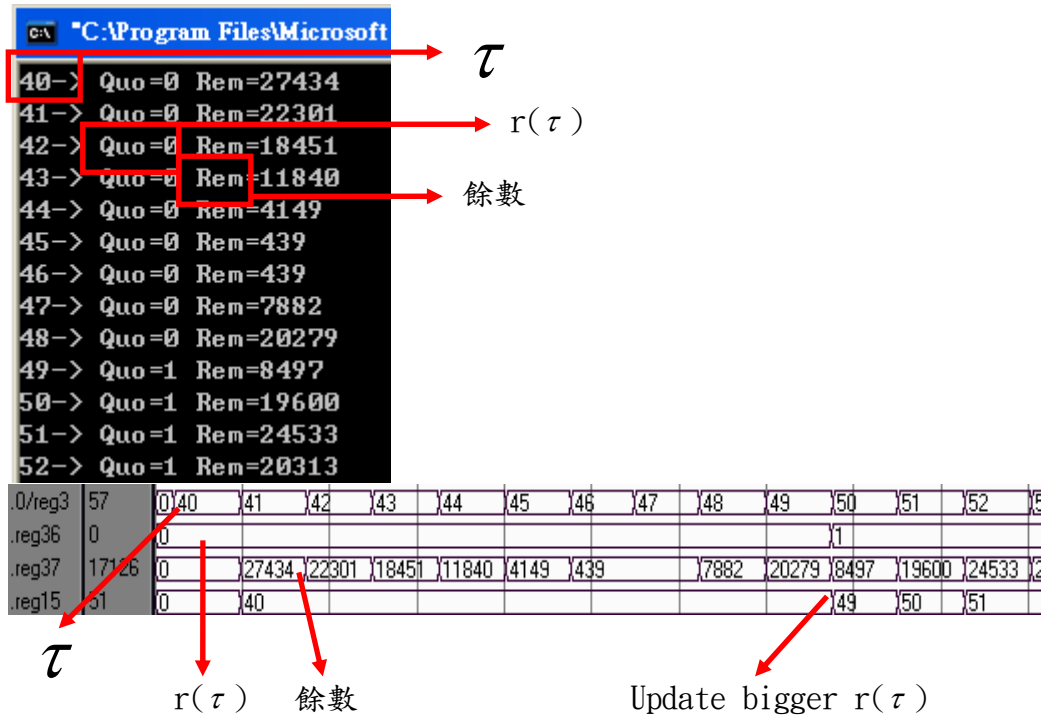 "C:\Program Files\Microsoft
τ
40-> Quo=0 Rem=27434
41-> Quo=0 Rem=22301
r(τ)
42-> Quo=0 Rem=18451
43-> Quo=0 Rem=11840
餘數
44-> Quo=0 Rem=4149
45-> Quo=0 Rem=439
46-> Quo=0 Rem=439
47-> Quo=0 Rem=7882
48-> Quo=0 Rem=20279
49-> Quo=1 Rem=8497
50-> Quo=1 Rem=19600
51-> Quo=1 Rem=24533
52-> Quo=1 Rem=20313
.0/reg3 57 0 40 41 42 43 44 45 46 47 48 49 50 51 52
.reg36 0 0 1
.reg37 17126 0 27434 22301 18451 11840 4149 439 7882 20279 8497 19600 24533
.reg15 51 0 40 49 50 51
τ
r(τ) 餘數 Update bigger r(τ)